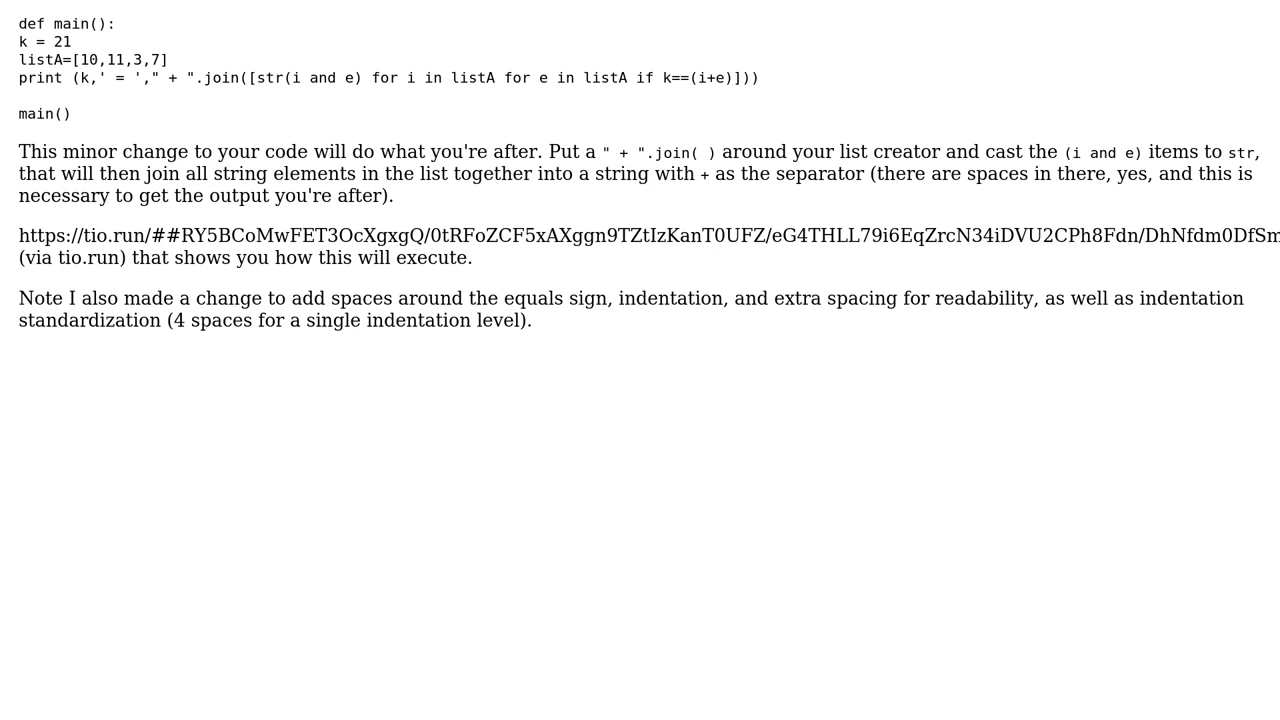 def main():
k = 21
listA=[10,11,3,7]
print (k,' = '," + ".join([str(i and e) for i in listA for e in listA if k==(i+e)]))
main()
This minor change to your code will do what you're after. Put a " + ".join( ) around your list creator and cast the (i and e) items to str,
that will then join all string elements in the list together into a string with + as the separator (there are spaces in there, yes, and this is
necessary to get the output you're after).
https://tio.run/##RY5BCoMwFET3OcXgxgQ/0tRFoZCF5xAXggn9TZtIzKanT0UFZ/eG4THLL79i6EqZrcN34iDVU2CPh8Fdn/DhNfdm0DfSm
(via tio.run) that shows you how this will execute.
Note I also made a change to add spaces around the equals sign, indentation, and extra spacing for readability, as well as indentation
standardization (4 spaces for a single indentation level).